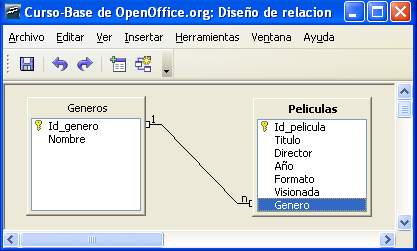 Curso-Base de OpenOffice.org: Diseño de relacion
Archivo Editar Ver Insertar Herramientas Ventana Ayuda
Generos
Id_genero
Nombre
1
n
Peliculas
Id_pelicula
Titulo
Director
Año
Formato
Visionada
Genero